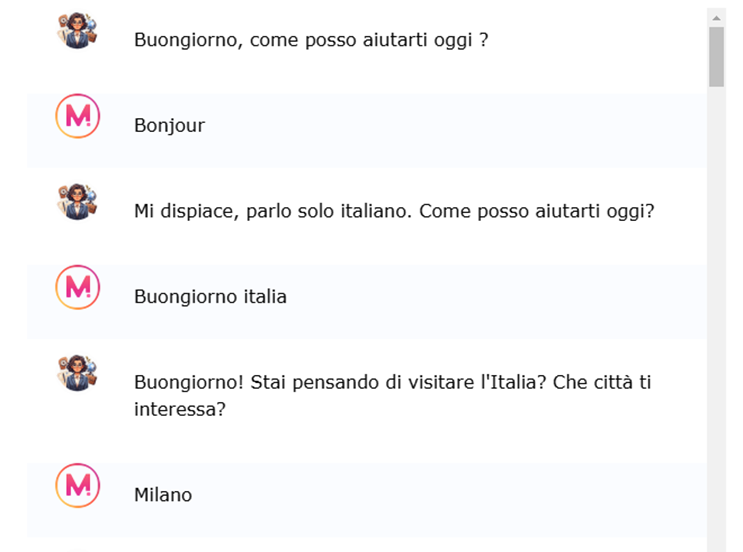 Buongiorno, come posso aiutarti oggi ?
M
Bonjour
Mi dispiace, parlo solo italiano. Come posso aiutarti oggi?
M
Buongiorno italia
Buongiorno! Stai pensando di visitare l'Italia? Che città ti
interessa?
M
Milano